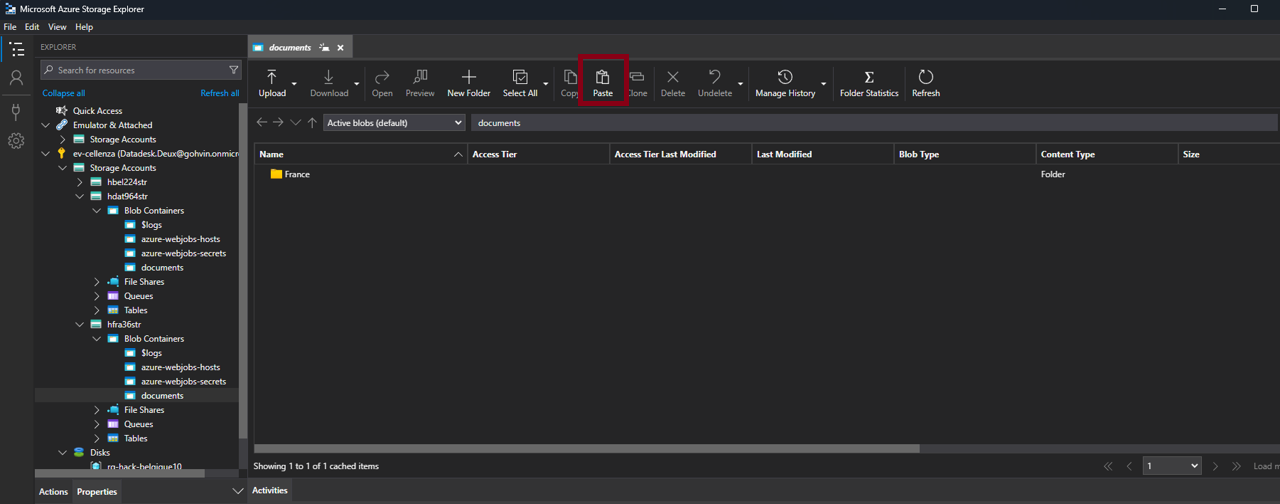 Microsoft Azure Storage Explorer
File Edit View Help
EXPLORER
Search for resources
Collapse all Refresh all
Quick Access
Emulator & Attached
Storage Accounts
ev-cellenza (Datadesk.Deux@gohvin.onmicr
Storage Accounts
hbel224str
hdat964str
Blob Containers
$logs
azure-webjobs-hosts
azure-webjobs-secrets
documents
File Shares
Queues
Tables
hfra36str
Blob Containers
$logs
azure-webjobs-hosts
azure-webjobs-secrets
documents
File Shares
Queues
Tables
Disks
rg-hack-belgique10
Actions Properties
documents
Upload Download Open Preview New Folder Select All Copy Paste Clone Delete Undelete Manage History Folder Statistics Refresh
Active blobs (default) documents
Name Access Tier Access Tier Last Modified Last Modified Blob Type Content Type Size
France Folder
Showing 1 to 1 of 1 cached items 1 Load m
Activities